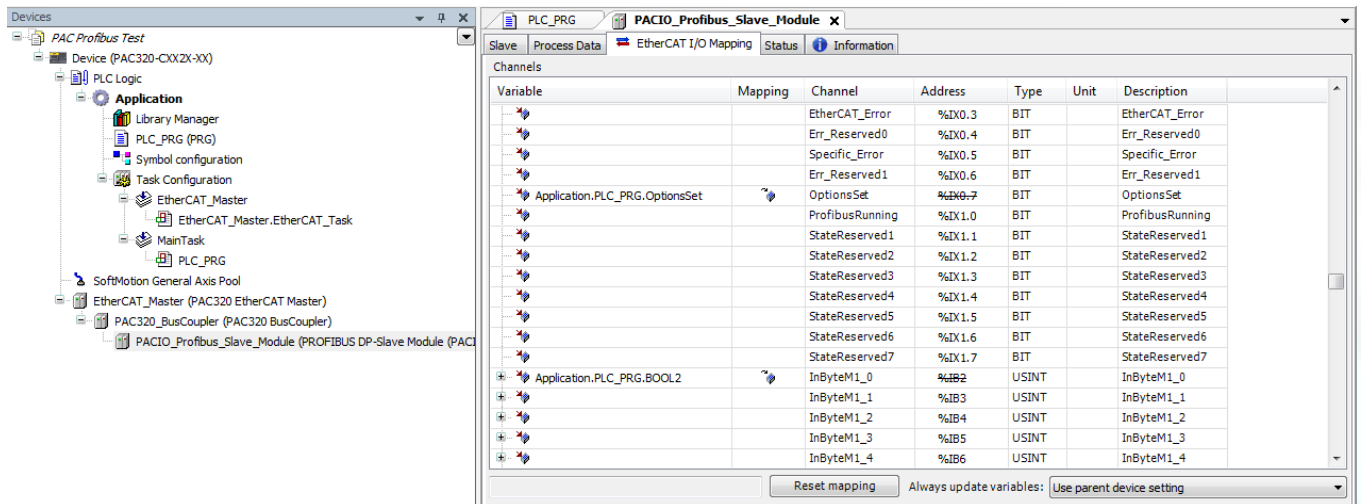 Devices
PAC Profibus Test
Device (PAC320-CXX2X-XX)
PLC Logic
Application
Library Manager
PLC_PRG (PRG)
Symbol configuration
Task Configuration
EtherCAT_Master
EtherCAT_Master.EtherCAT_Task
MainTask
PLC_PRG
SoftMotion General Axis Pool
EtherCAT_Master (PAC320 EtherCAT Master)
PAC320_BusCoupler (PAC320 BusCoupler)
PACIO_Profibus_Slave_Module (PROFIBUS DP-Slave Module (PACI
PLC_PRG PACIO_Profibus_Slave_Module
Slave Process Data EtherCAT I/O Mapping Status Information
Channels
Variable Mapping Channel Address Type Unit Description
EtherCAT_Error %IX0.3 BIT EtherCAT_Error
Err_Reserved0 %IX0.4 BIT Err_Reserved0
Specific_Error %IX0.5 BIT Specific_Error
Err_Reserved1 %IX0.6 BIT Err_Reserved1
Application.PLC_PRG.OptionsSet OptionsSet %IX0.7 BIT OptionsSet
ProfibusRunning %IX1.0 BIT ProfibusRunning
StateReserved1 %IX1.1 BIT StateReserved1
StateReserved2 %IX1.2 BIT StateReserved2
StateReserved3 %IX1.3 BIT StateReserved3
StateReserved4 %IX1.4 BIT StateReserved4
StateReserved5 %IX1.5 BIT StateReserved5
StateReserved6 %IX1.6 BIT StateReserved6
StateReserved7 %IX1.7 BIT StateReserved7
Application.PLC_PRG.BOOL2 InByteM1_0 %IB2 USINT InByteM1_0
InByteM1_1 %IB3 USINT InByteM1_1
InByteM1_2 %IB4 USINT InByteM1_2
InByteM1_3 %IB5 USINT InByteM1_3
InByteM1_4 %IB6 USINT InByteM1_4
Reset mapping Always update variables: Use parent device setting